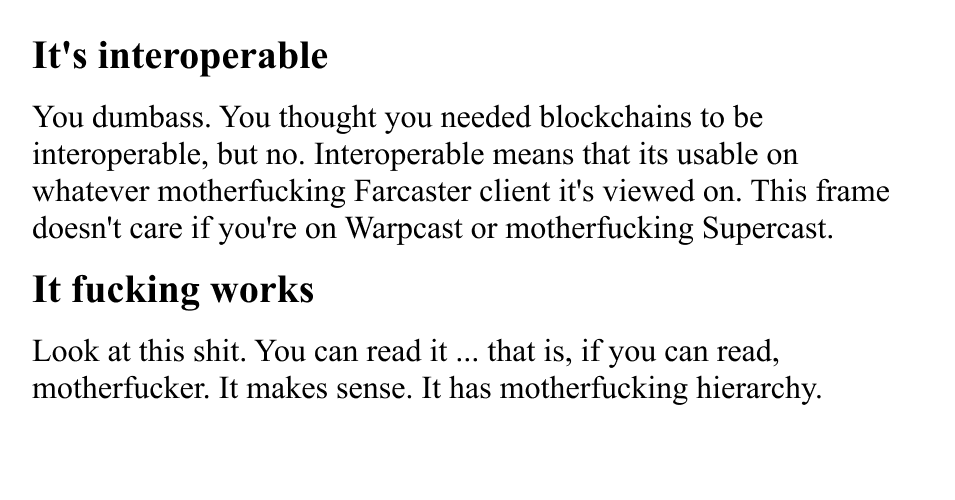 It's interoperable
You dumbass. You thought you needed blockchains to be
interoperable, but no. Interoperable means that its usable on
whatever motherfucking Farcaster client it's viewed on. This frame
doesn't care if you're on Warpcast or motherfucking Supercast.
It fucking works
Look at this shit. You can read it ... that is, if you can read,
motherfucker. It makes sense. It has motherfucking hierarchy.